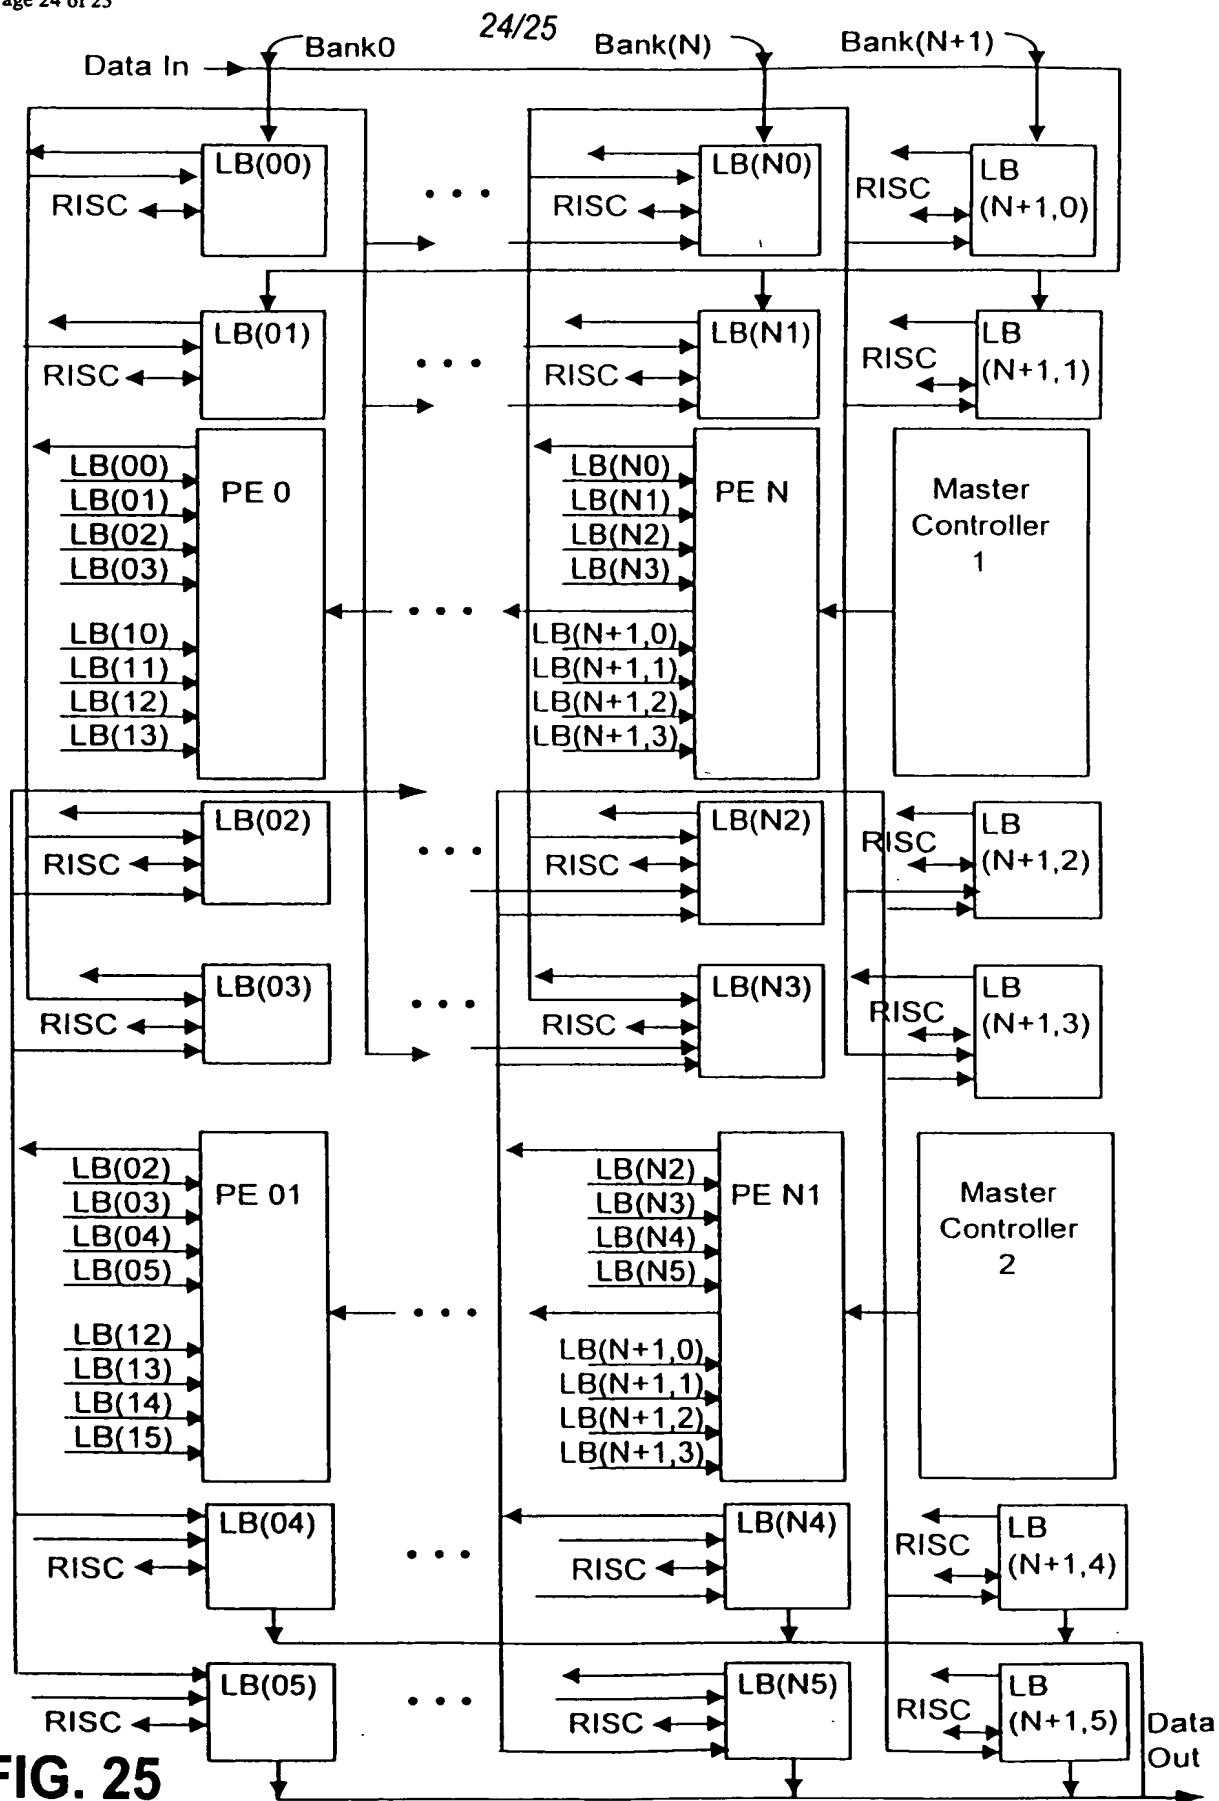 Page 24 of 25
24/25
Bank0 Bank(N) Bank(N+1)
Data In
LB(00) LB(N0) LB
(N+1,0)
RISC RISC RISC
LB(01) LB(N1) LB
(N+1,1)
RISC RISC RISC
PE 0 PE N Master
Controller
1
LB(00) LB(N0)
LB(01) LB(N1)
LB(02) LB(N2)
LB(03) LB(N3)
LB(10) LB(N+1,0)
LB(11) LB(N+1,1)
LB(12) LB(N+1,2)
LB(13) LB(N+1,3)
LB(02) LB(N2) LB
(N+1,2)
RISC RISC RISC
LB(03) LB(N3) LB
(N+1,3)
RISC RISC RISC
PE 01 PE N1 Master
Controller
2
LB(02) LB(N2)
LB(03) LB(N3)
LB(04) LB(N4)
LB(05) LB(N5)
LB(12) LB(N+1,0)
LB(13) LB(N+1,1)
LB(14) LB(N+1,2)
LB(15) LB(N+1,3)
LB(04) LB(N4) LB
(N+1,4)
RISC RISC RISC
LB(05) LB(N5) LB
(N+1,5)
RISC RISC RISC
Data
Out
FIG. 25